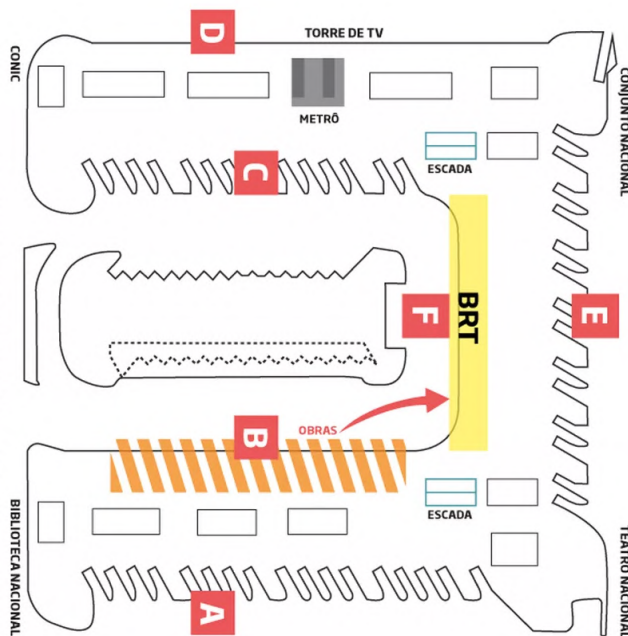 D
TORRE DE TV
CONIC
CONJUNTO NACIONAL
METRÔ
ESCADA
C
BRT
F
E
OBRAS
B
ESCADA
BIBLIOTECA NACIONAL
TEATRO NACIONAL
A